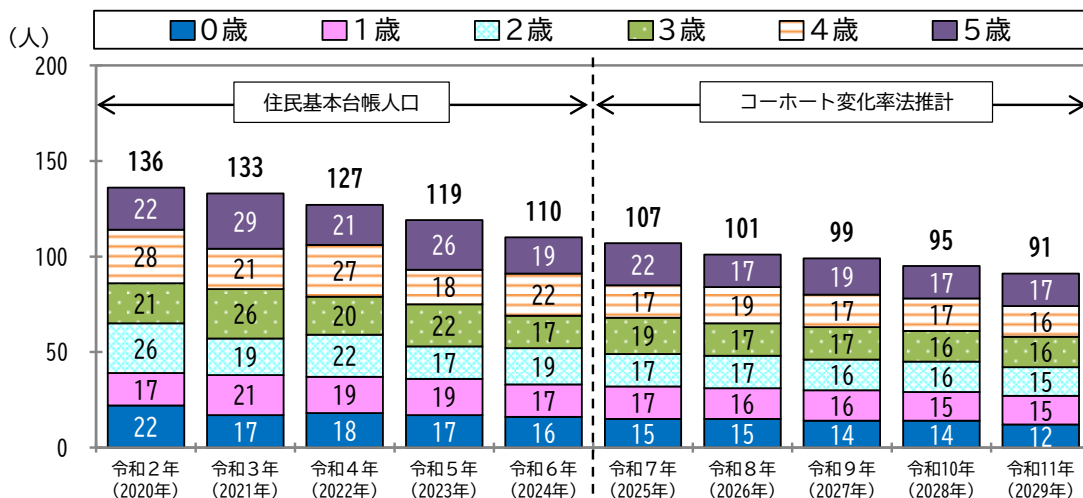 (人)
0歳 1歳 2歳 3歳 4歳 5歳
200
住民基本台帳人口 コーホート変化率法推計
150
136 133 127 119 110 107 101 99 95 91
22 29 21 26 19 22 17 19 17 17
100
28 21 27 18 22 17 19 17 17 16
21 26 20 22 17 19 17 17 16 16
50
26 19 22 17 19 17 17 16 16 15
17 21 19 19 17 17 16 16 15 15
22 17 18 17 16 15 15 14 14 12
0
令和2年 令和3年 令和4年 令和5年 令和6年 令和7年 令和8年 令和9年 令和10年 令和11年
(2020年) (2021年) (2022年) (2023年) (2024年) (2025年) (2026年) (2027年) (2028年) (2029年)